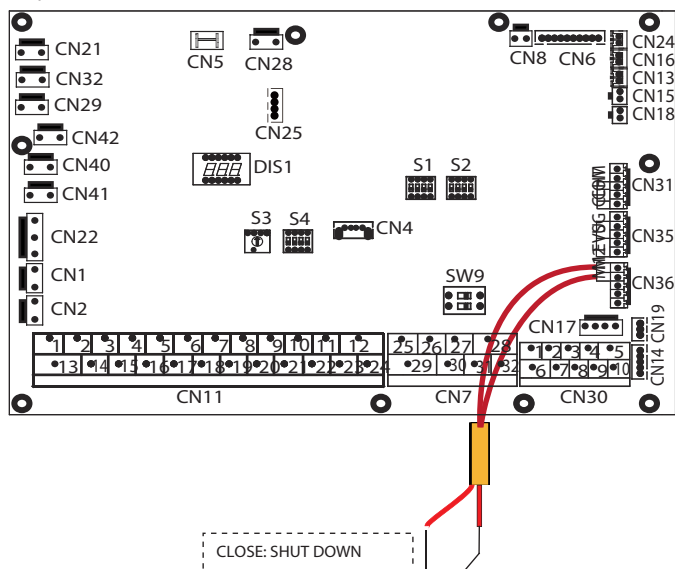 CN21
CN5
CN28
CN8 CN6
CN24
CN16
CN13
CN15
CN18
CN32
CN29
CN25
CN42
DIS1
CN40
S1 S2
CN41
CN31
S3 S4
CN4
CN22
CN35
CN1
SW9
CN36
CN2
CN17
CN19
1 2 3 4 5 6 7 8 9 10 11 12
25 26 27 28
1 2 3 4 5
13 14 15 16 17 18 19 20 21 22 23 24
29 30 31 32
6 7 8 9 10
CN14
CN11
CN7
CN30
CLOSE: SHUT DOWN